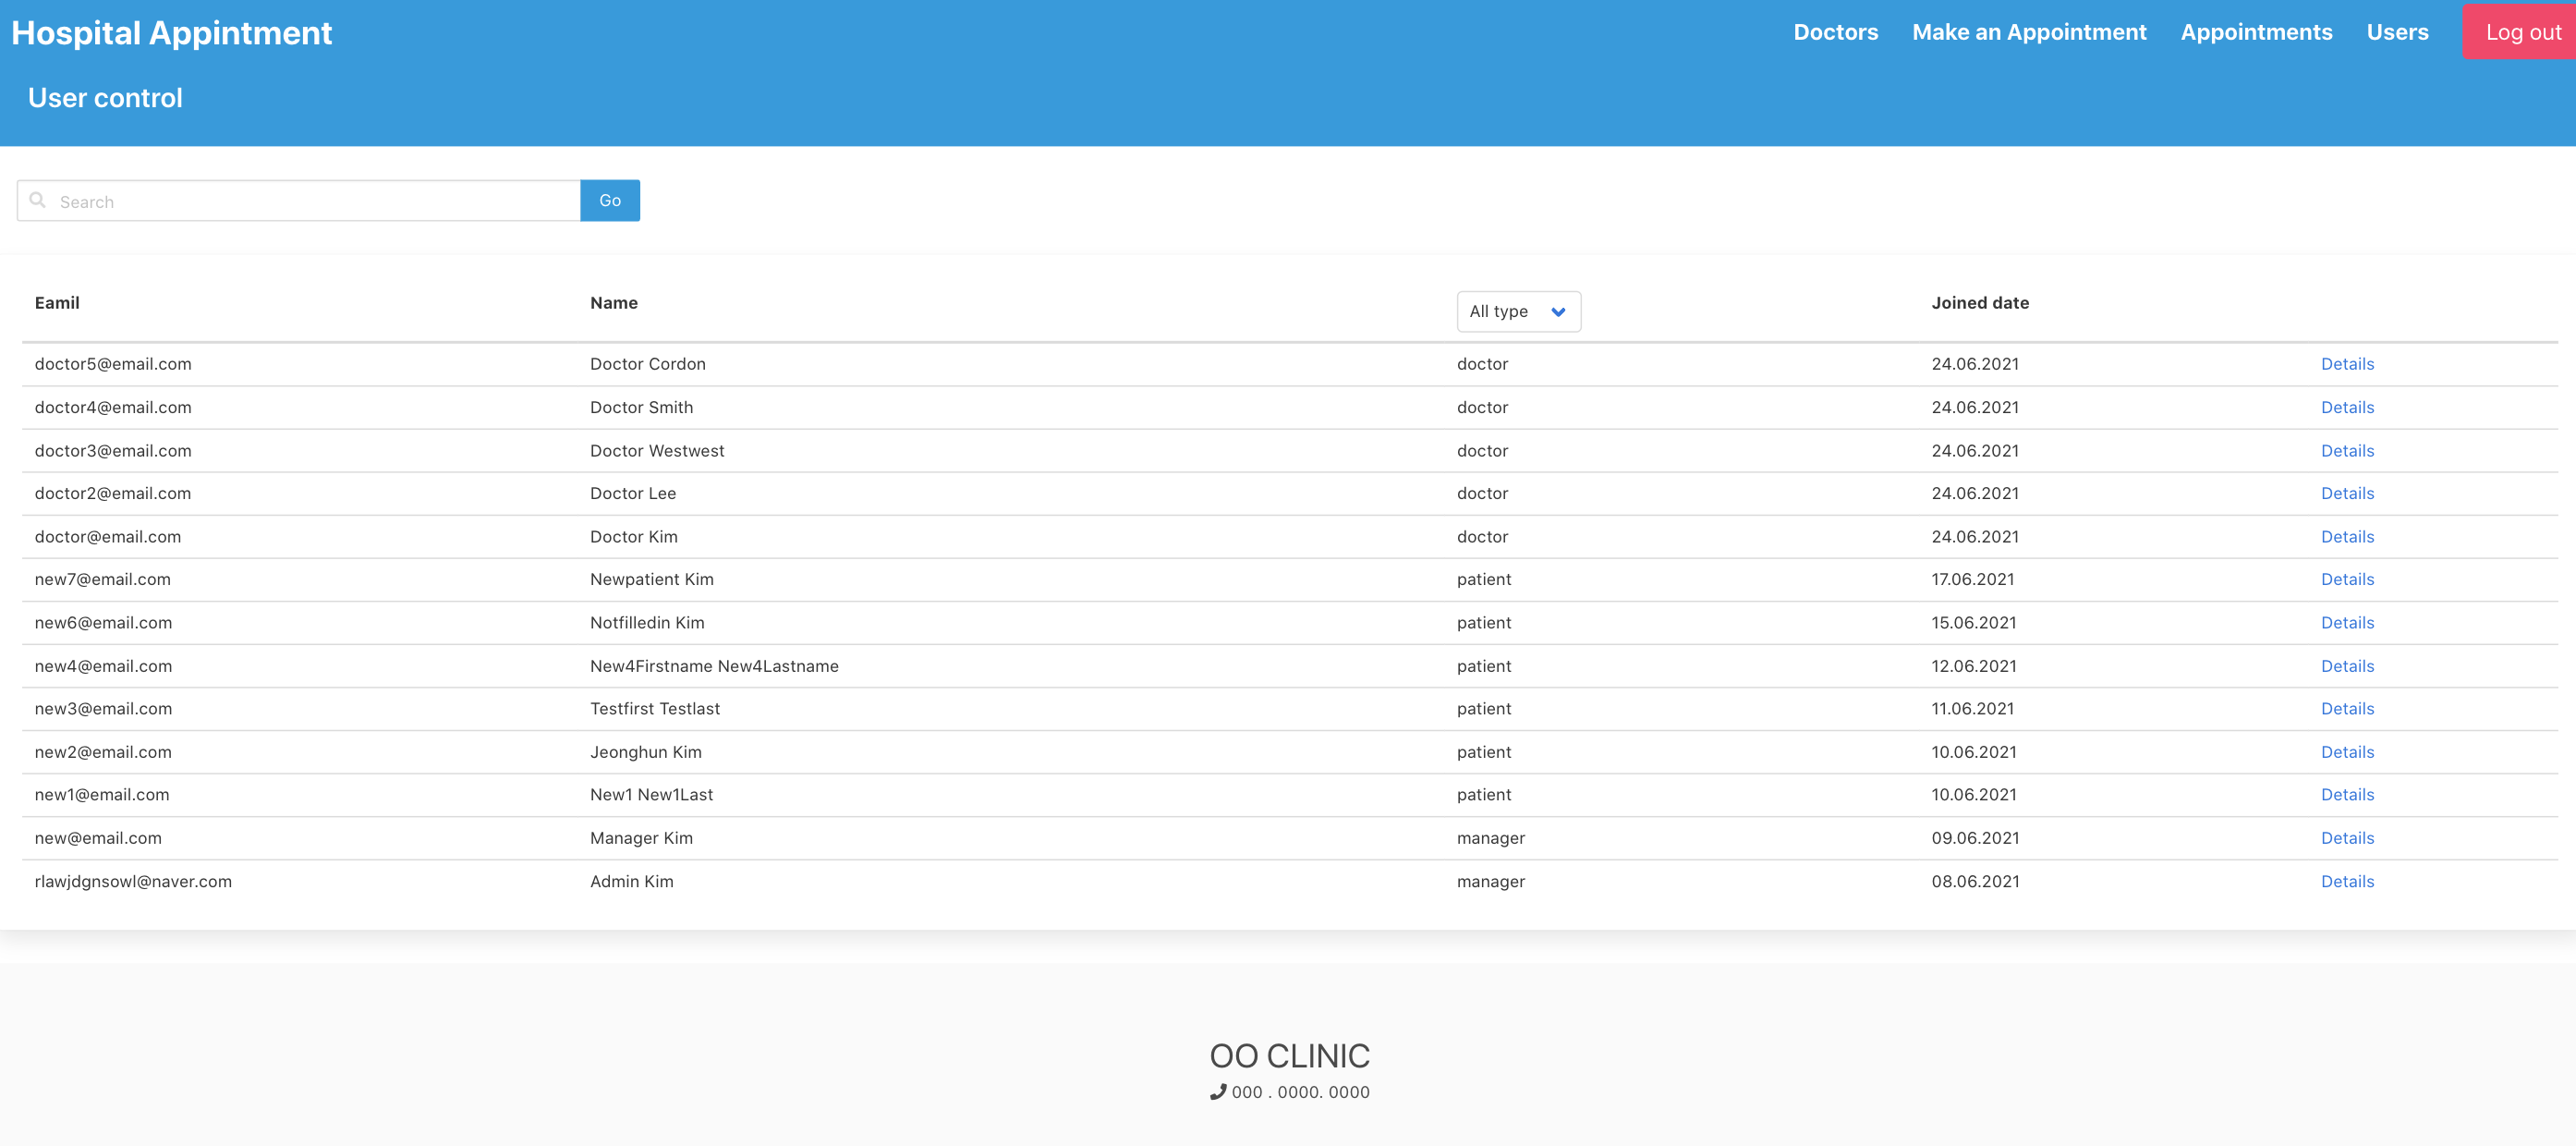 Hospital Appintment Doctors Make an Appointment Appointments Users Log out
User control
Search Go
Eamil Name All type Joined date
doctor5@email.com Doctor Cordon doctor 24.06.2021 Details
doctor4@email.com Doctor Smith doctor 24.06.2021 Details
doctor3@email.com Doctor Westwest doctor 24.06.2021 Details
doctor2@email.com Doctor Lee doctor 24.06.2021 Details
doctor@email.com Doctor Kim doctor 24.06.2021 Details
new7@email.com Newpatient Kim patient 17.06.2021 Details
new6@email.com Notfilledin Kim patient 15.06.2021 Details
new4@email.com New4Firstname New4Lastname patient 12.06.2021 Details
new3@email.com Testfirst Testlast patient 11.06.2021 Details
new2@email.com Jeonghun Kim patient 10.06.2021 Details
new1@email.com New1 New1Last patient 10.06.2021 Details
new@email.com Manager Kim manager 09.06.2021 Details
rlawjdgnsowl@naver.com Admin Kim manager 08.06.2021 Details
OO CLINIC
000 . 0000. 0000